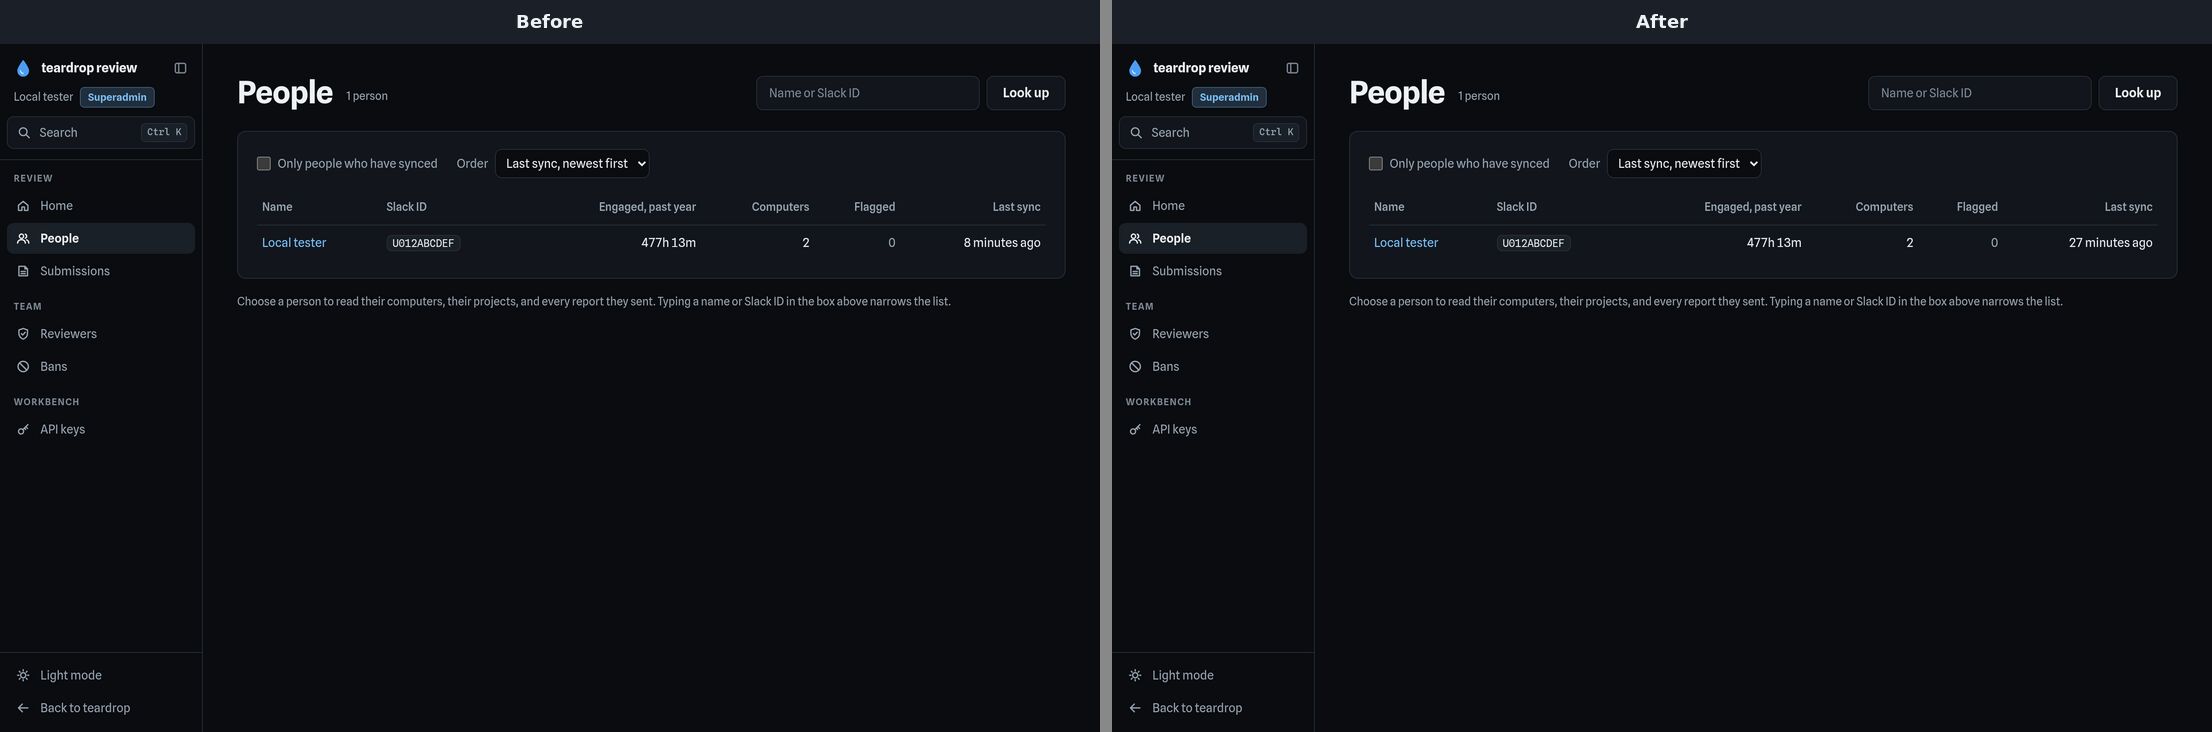 Before
teardrop review
Local tester Superadmin
Search Ctrl K
REVIEW
Home
People
Submissions
TEAM
Reviewers
Bans
WORKBENCH
API keys
Light mode
Back to teardrop
People 1 person Name or Slack ID Look up
Only people who have synced Order Last sync, newest first
Name Slack ID Engaged, past year Computers Flagged Last sync
Local tester U012ABCDEF 477h 13m 2 0 8 minutes ago
Choose a person to read their computers, their projects, and every report they sent. Typing a name or Slack ID in the box above narrows the list.
After
teardrop review
Local tester Superadmin
Search Ctrl K
REVIEW
Home
People
Submissions
TEAM
Reviewers
Bans
WORKBENCH
API keys
Light mode
Back to teardrop
People 1 person Name or Slack ID Look up
Only people who have synced Order Last sync, newest first
Name Slack ID Engaged, past year Computers Flagged Last sync
Local tester U012ABCDEF 477h 13m 2 0 27 minutes ago
Choose a person to read their computers, their projects, and every report they sent. Typing a name or Slack ID in the box above narrows the list.